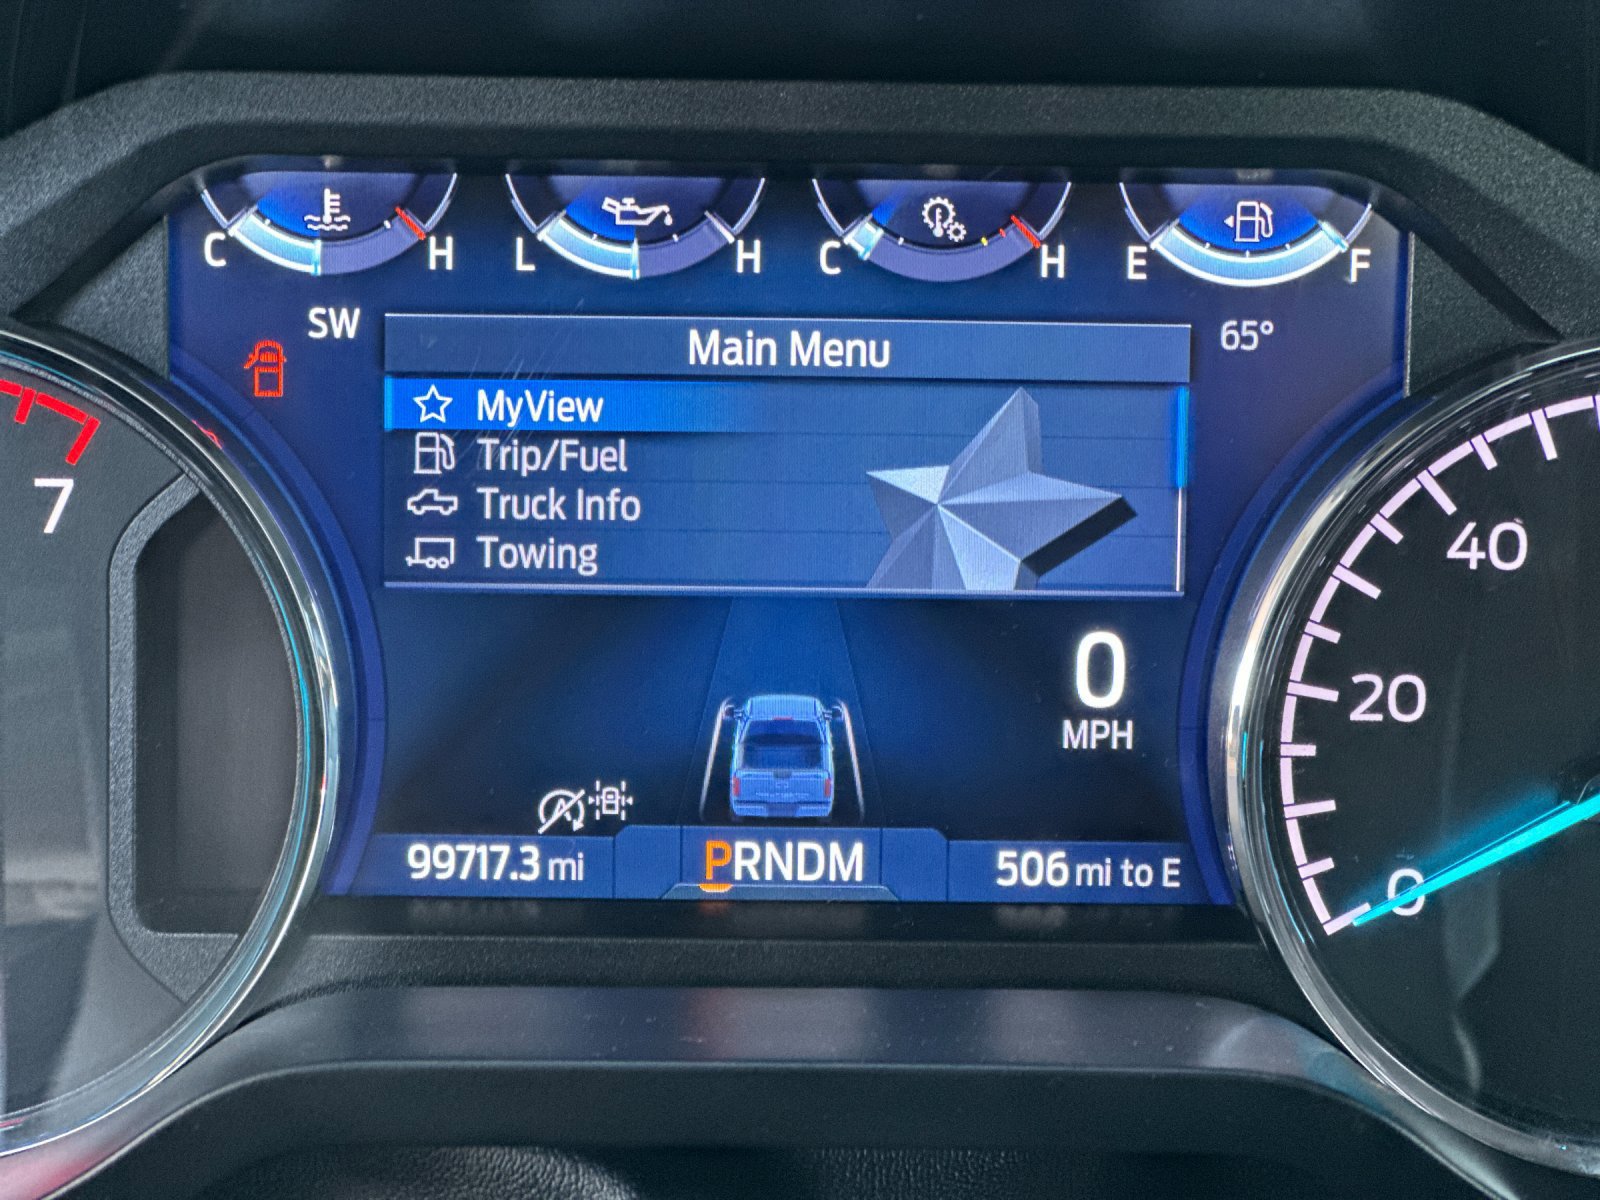 C H L H C H E F
SW
65°
Main Menu
MyView
Trip/Fuel
Truck Info
Towing
7
40
20
0
0
MPH
99717.3 mi
PRNDM
506 mi to E